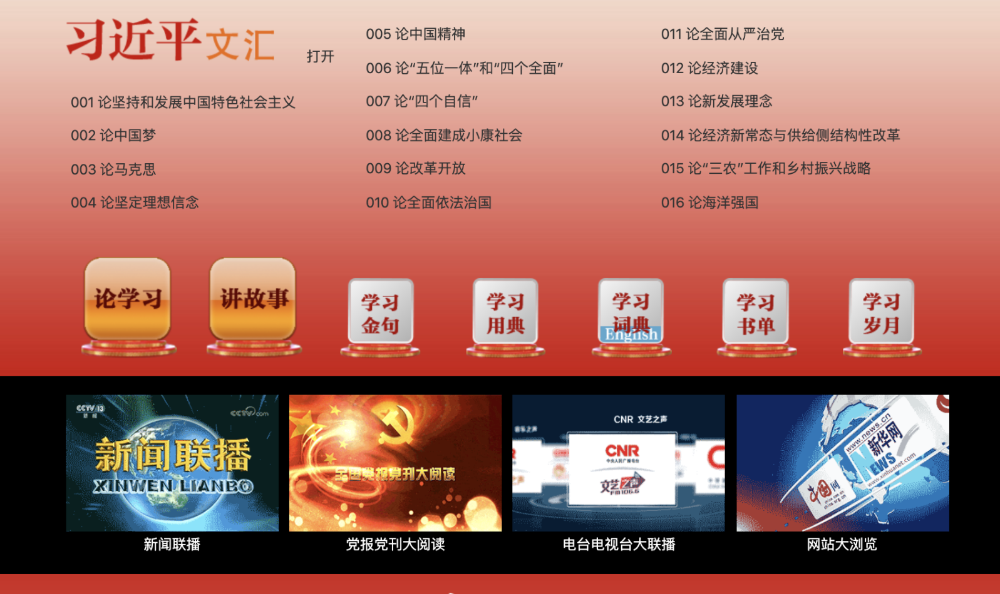 习近平文汇
打开
001 论坚持和发展中国特色社会主义
002 论中国梦
003 论马克思
004 论坚定理想信念
005 论中国精神
006 论“五位一体”和“四个全面”
007 论“四个自信”
008 论全面建成小康社会
009 论改革开放
010 论全面依法治国
011 论全面从严治党
012 论经济建设
013 论新发展理念
014 论经济新常态与供给侧结构性改革
015 论“三农”工作和乡村振兴战略
016 论海洋强国
论学习
讲故事
学习
金句
学习
用典
学习
词典
English
学习
书单
学习
岁月
CCTV 13
新闻
CCTV.com
新闻联播
XINWEN LIANBO
新闻联播
全国党报党刊大阅读
党报党刊大阅读
CNR 文艺之声
音乐之声
CNR
中央人民广播电台
文艺之声
FM106.6
电台电视台大联播
www.news.cn
新华网
NEWS
www.xinhuanet.com
中国网
china.com.cn
china.org.cn
网站大浏览